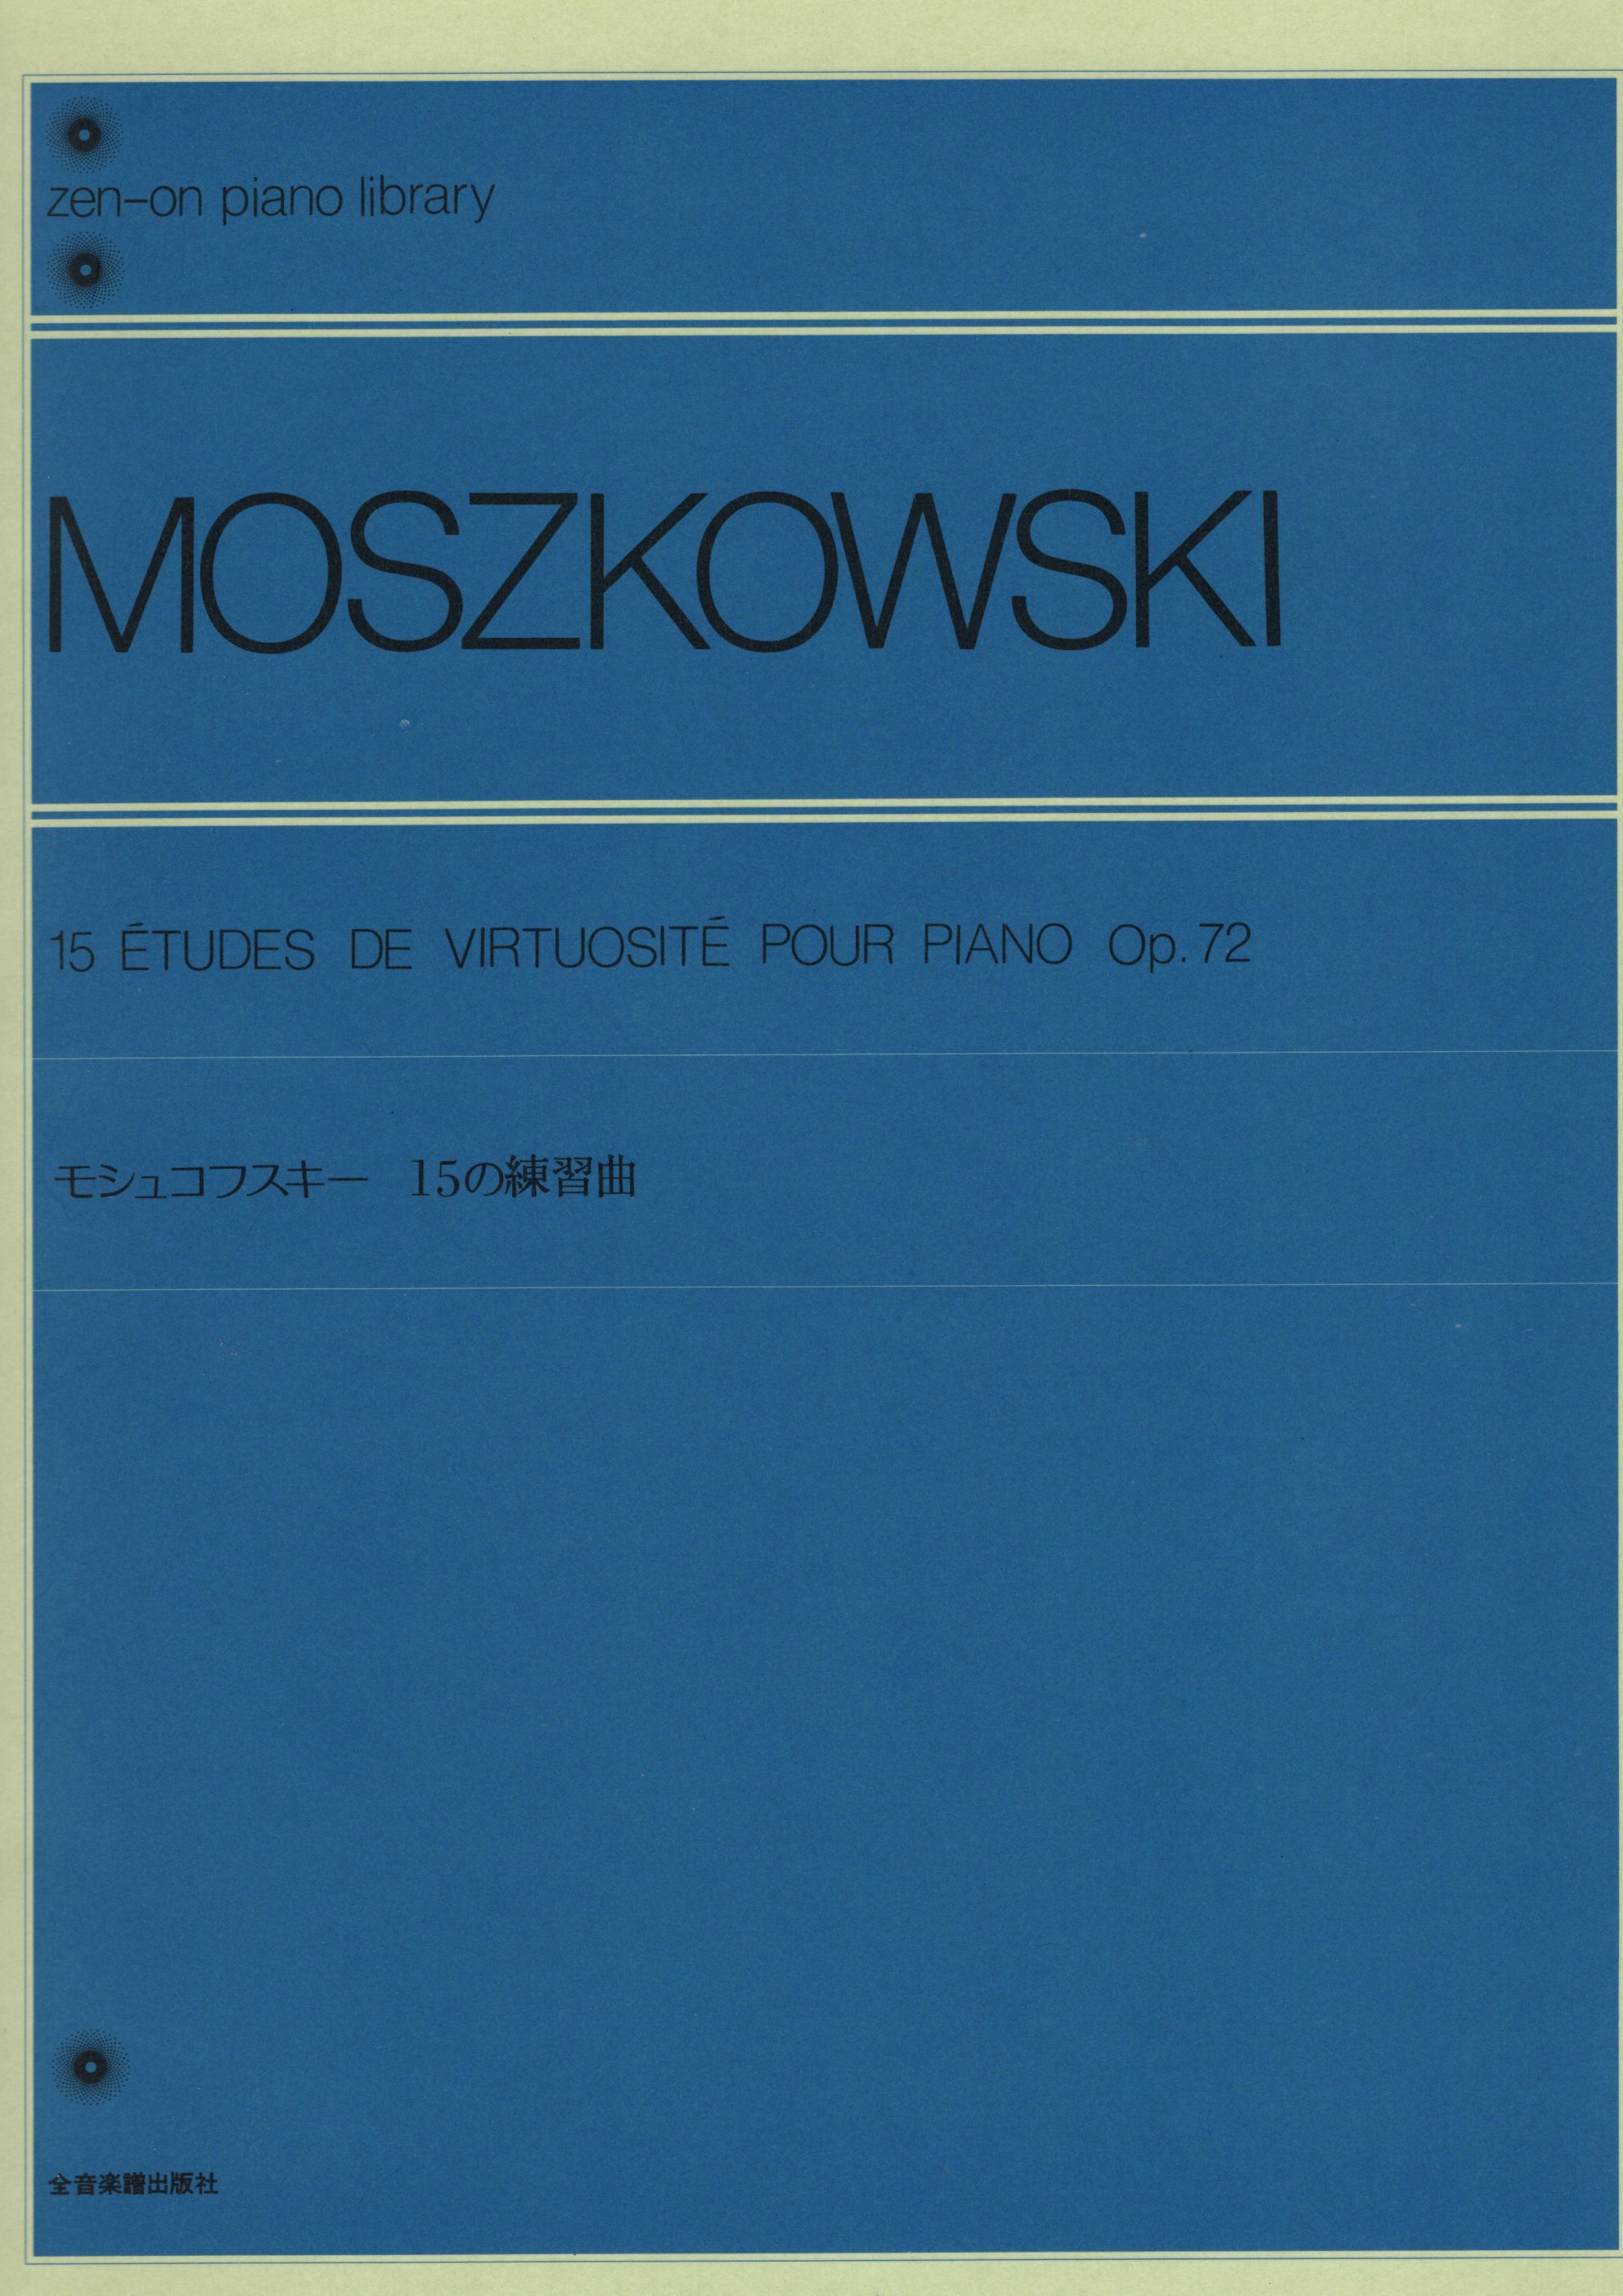 zen-on piano library
MOSZKOWSKI
15 ÉTUDES DE VIRTUOSITÉ POUR PIANO Op.72
モシュコフスキー 15の練習曲
全音楽譜出版社